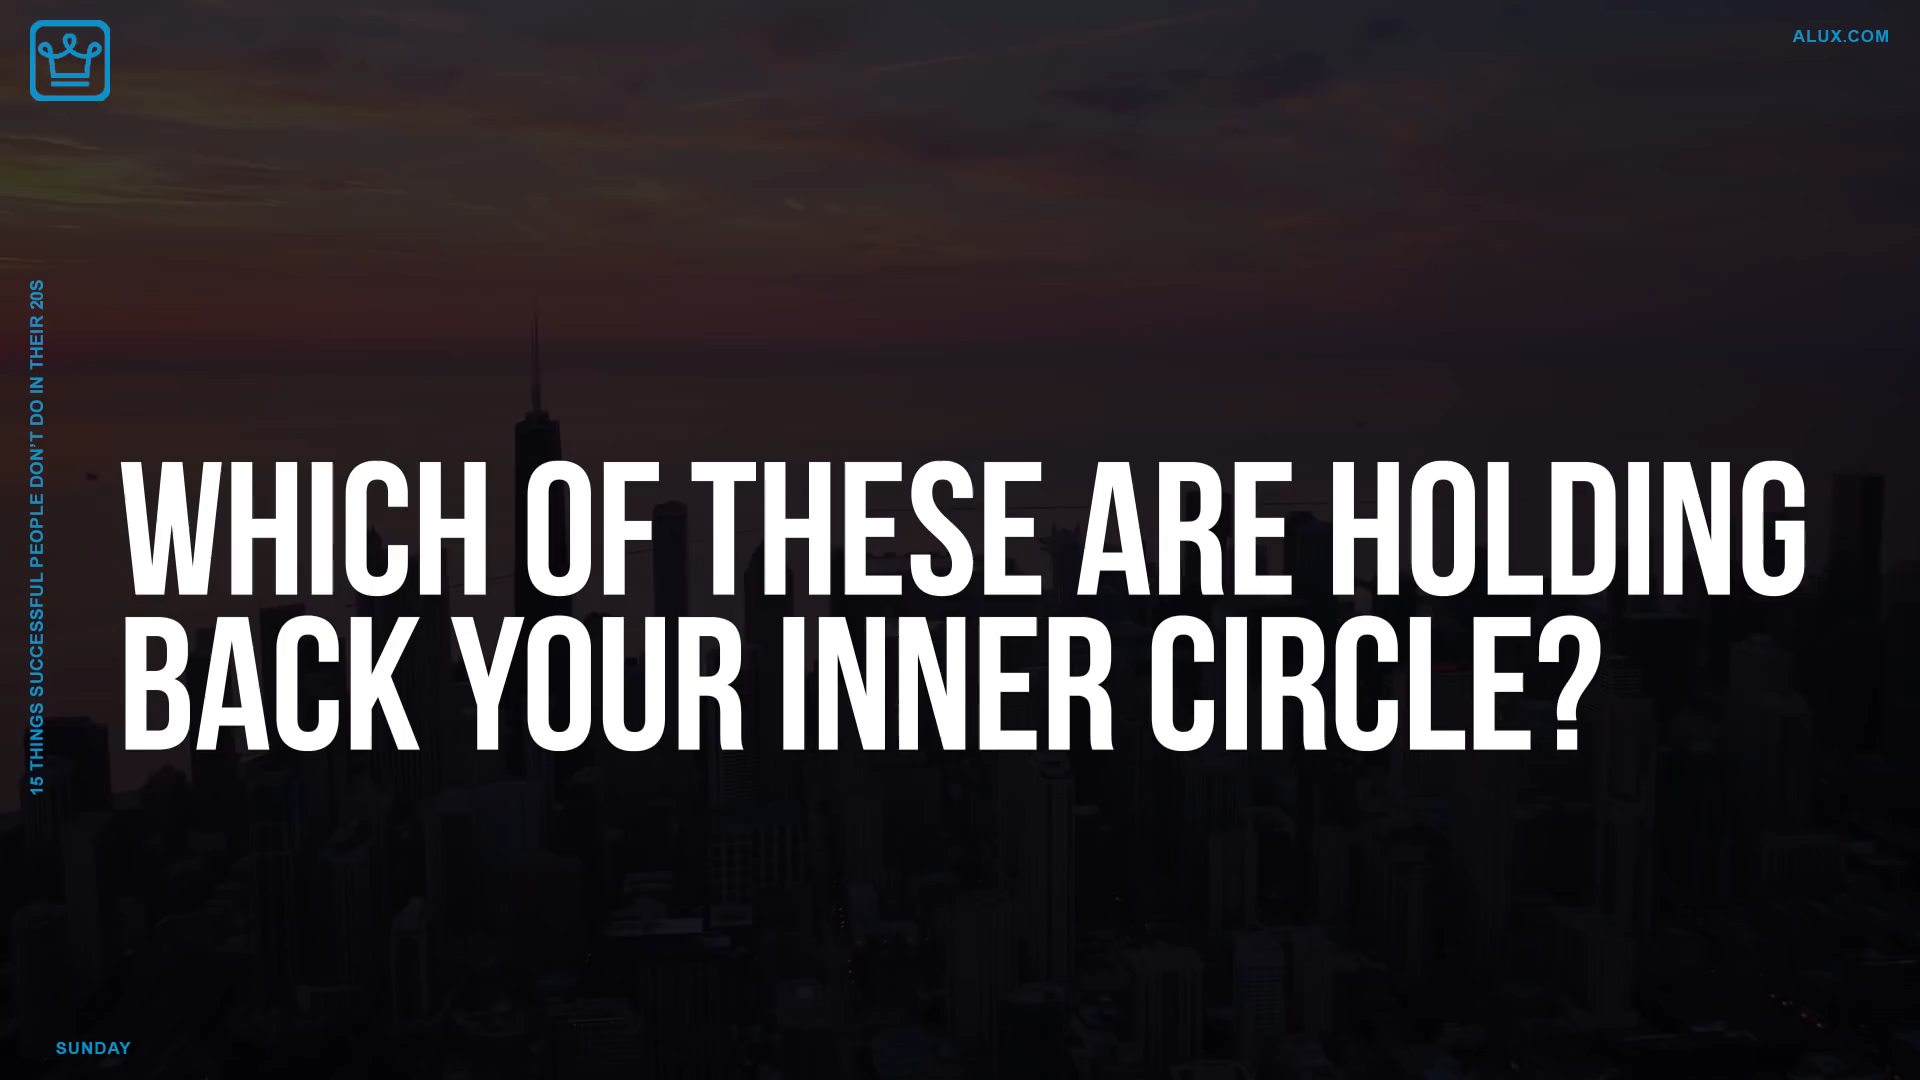 ALUX.COM
15 THINGS SUCCESSFUL PEOPLE DON'T DO IN THEIR 20S
WHICH OF THESE ARE HOLDING
BACK YOUR INNER CIRCLE?
SUNDAY